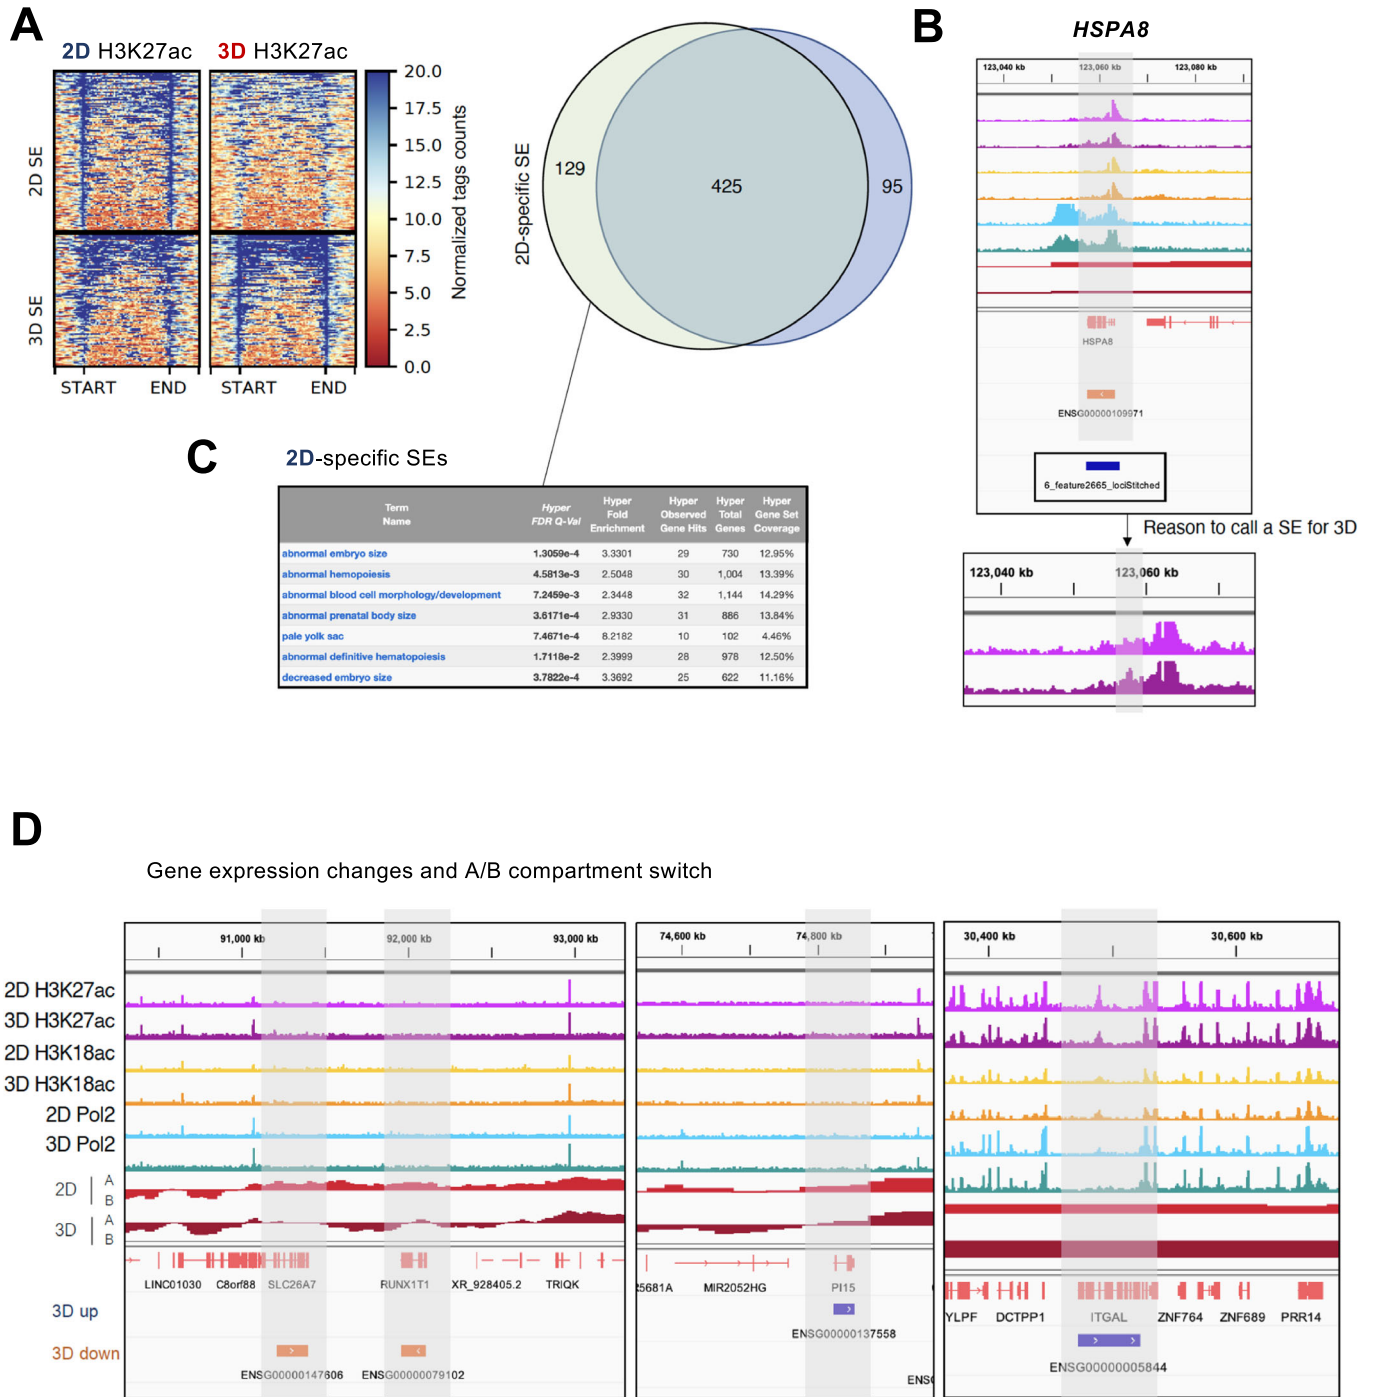 A
2D H3K27ac
3D H3K27ac
2D SE
3D SE
START
END
START
END
20.0
17.5
15.0
12.5
10.0
7.5
5.0
2.5
0.0
Normalized tags counts
2D-specific SE
129
425
95
B
HSPA8
123,040 kb
123,060 kb
123,080 kb
HSPA8
ENSG00000109971
6_feature2665_lociStitched
Reason to call a SE for 3D
123,040 kb
123,060 kb
C
2D-specific SEs
Term Name
Hyper FDR Q-Val
Hyper Fold Enrichment
Hyper Observed Gene Hits
Hyper Total Genes
Hyper Gene Set Coverage
abnormal embryo size 1.3059e-4 3.3301 29 730 12.95%
abnormal hemopoiesis 4.5813e-3 2.5048 30 1,004 13.39%
abnormal blood cell morphology/development 7.2459e-3 2.3448 32 1,144 14.29%
abnormal prenatal body size 3.6171e-4 2.9330 31 886 13.84%
pale yolk sac 7.4671e-4 8.2182 10 102 4.46%
abnormal definitive hematopoiesis 1.7118e-2 2.3999 28 978 12.50%
decreased embryo size 3.7822e-4 3.3692 25 622 11.16%
D
Gene expression changes and A/B compartment switch
91,000 kb
92,000 kb
93,000 kb
74,600 kb
74,800 kb
30,400 kb
30,600 kb
2D H3K27ac
3D H3K27ac
2D H3K18ac
3D H3K18ac
2D Pol2
3D Pol2
2D
A
B
3D
A
B
LINC01030
C8orf88
SLC26A7
RUNX1T1
XR_928405.2
TRIQK
5681A
MIR2052HG
PI15
YLPF
DCTPP1
ITGAL
ZNF764
ZNF689
PRR14
3D up
ENSG00000137558
ENSG00000005844
3D down
ENSG00000147606
ENSG00000079102
ENSG